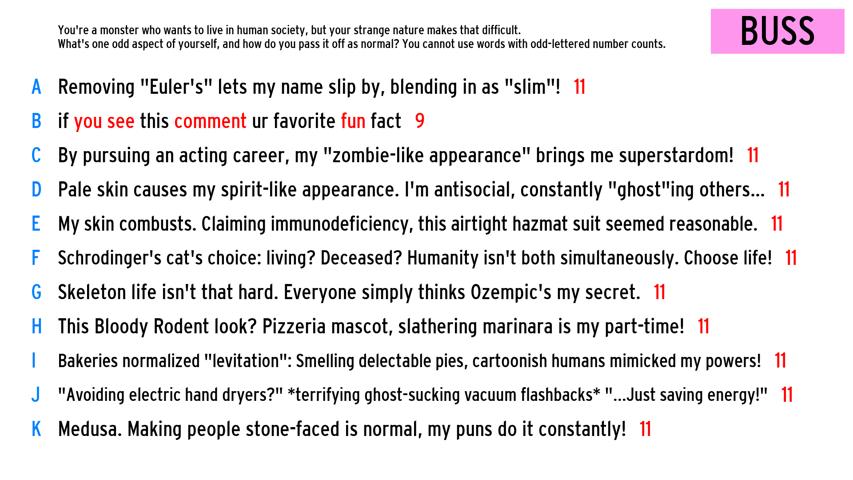 You're a monster who wants to live in human society, but your strange nature makes that difficult.
What's one odd aspect of yourself, and how do you pass it off as normal? You cannot use words with odd-lettered number counts.
BUSS
A Removing "Euler's" lets my name slip by, blending in as "slim"! 11
B if you see this comment ur favorite fun fact 9
C By pursuing an acting career, my "zombie-like appearance" brings me superstardom! 11
D Pale skin causes my spirit-like appearance. I'm antisocial, constantly "ghost"ing others... 11
E My skin combusts. Claiming immunodeficiency, this airtight hazmat suit seemed reasonable. 11
F Schrodinger's cat's choice: living? Deceased? Humanity isn't both simultaneously. Choose life! 11
G Skeleton life isn't that hard. Everyone simply thinks Ozempic's my secret. 11
H This Bloody Rodent look? Pizzeria mascot, slathering marinara is my part-time! 11
I Bakeries normalized "levitation": Smelling delectable pies, cartoonish humans mimicked my powers! 11
J "Avoiding electric hand dryers?" *terrifying ghost-sucking vacuum flashbacks* "...Just saving energy!" 11
K Medusa. Making people stone-faced is normal, my puns do it constantly! 11